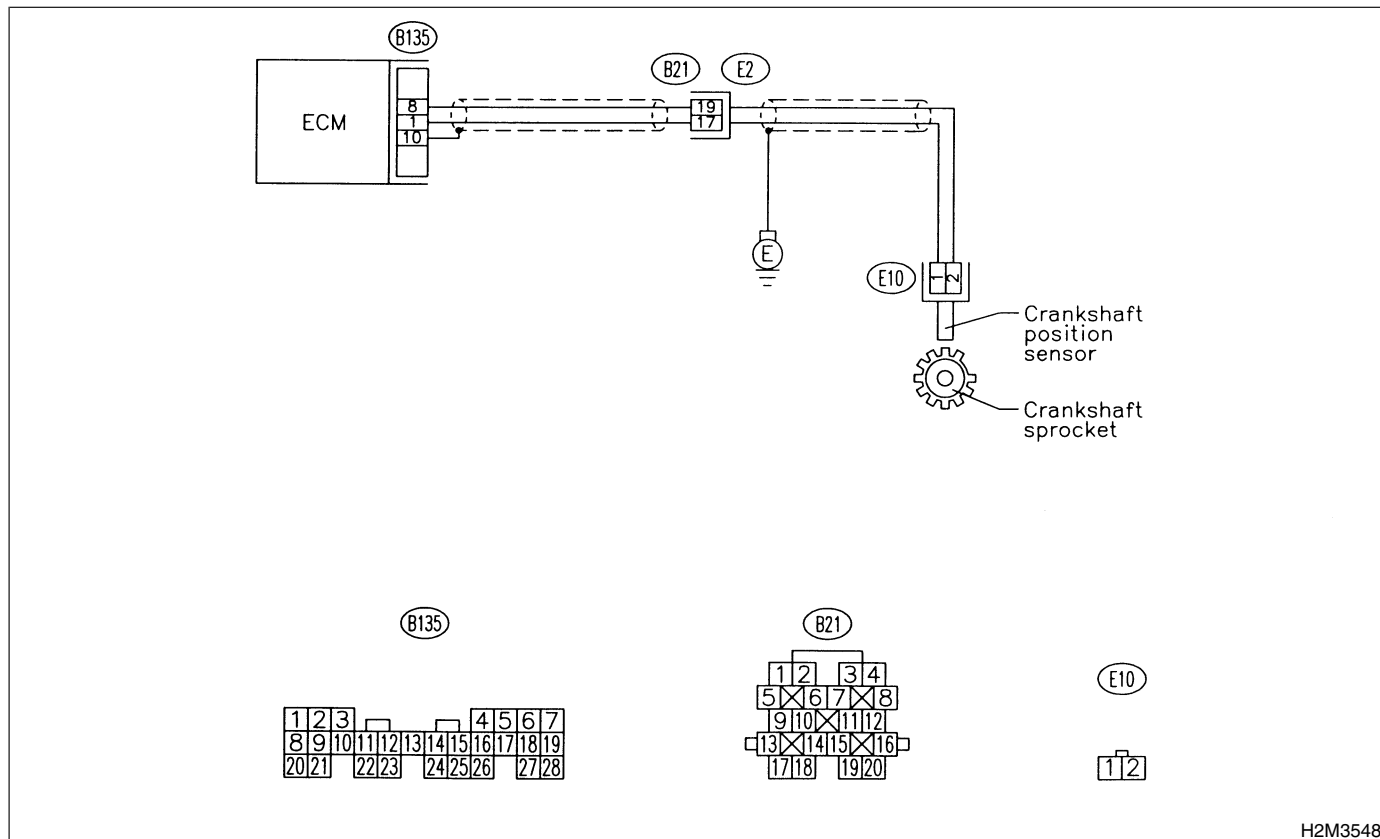 B135
B21 E2
ECM
8
1
10
19
17
E
E10
1 2
Crankshaft
position
sensor
Crankshaft
sprocket
B135
1 2 3 4 5 6 7
8 9 10 11 12 13 14 15 16 17 18 19
20 21 22 23 24 25 26 27 28
B21
1 2 3 4
5 6 7 8
9 10 11 12
13 14 15 16
17 18 19 20
E10
1 2
H2M3548